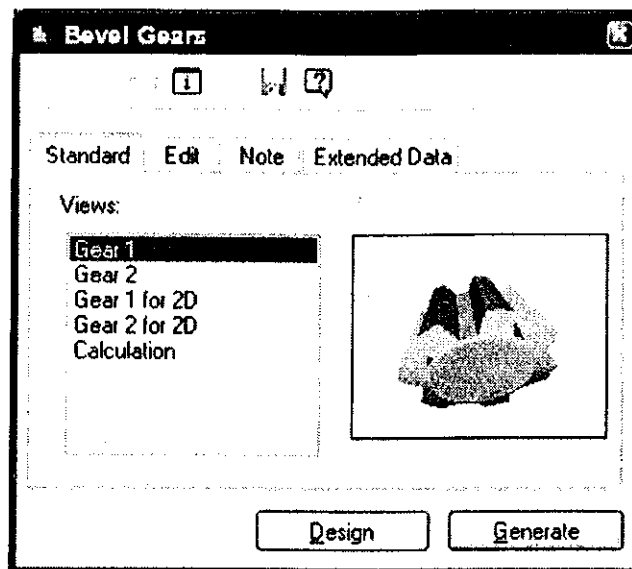 Bevel Gears
Standard Edit Note Extended Data
Views:
Gear 1
Gear 2
Gear 1 for 2D
Gear 2 for 2D
Calculation
Design Generate